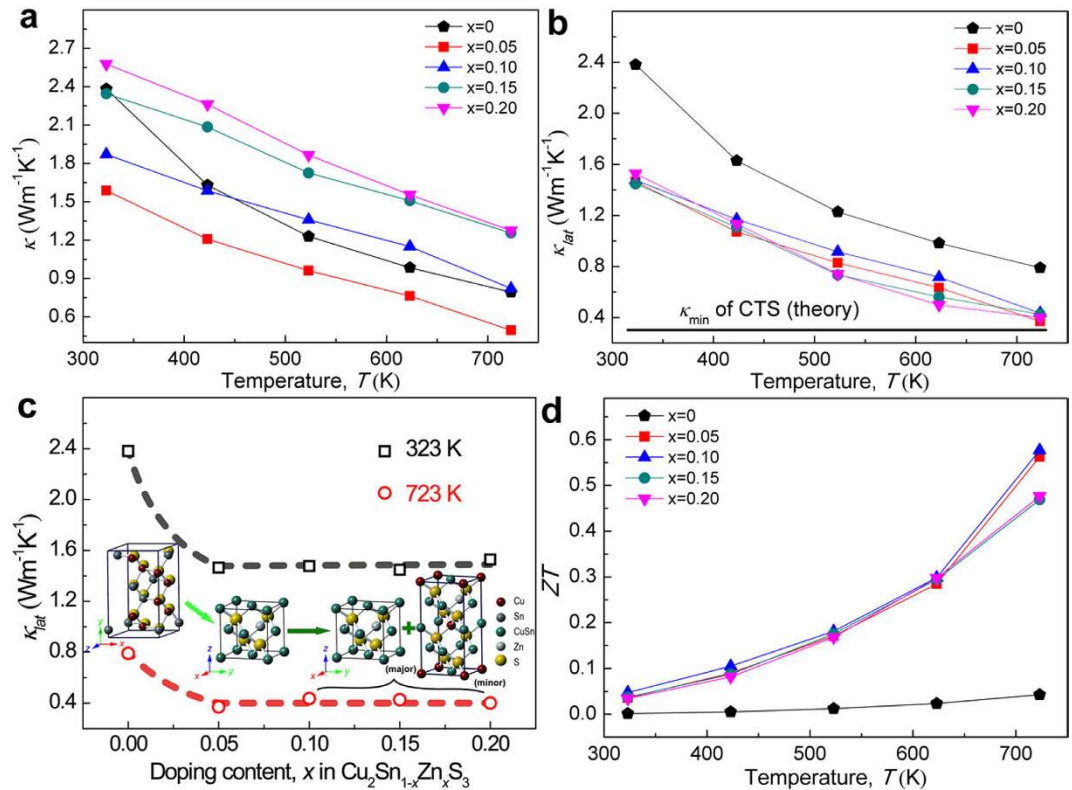 a
κ (Wm⁻¹K⁻¹)
2.7
2.4
2.1
1.8
1.5
1.2
0.9
0.6
300 400 500 600 700
Temperature, T (K)
x=0
x=0.05
x=0.10
x=0.15
x=0.20
b
κlat (Wm⁻¹K⁻¹)
2.8
2.4
2.0
1.6
1.2
0.8
0.4
300 400 500 600 700
Temperature, T (K)
x=0
x=0.05
x=0.10
x=0.15
x=0.20
κmin of CTS (theory)
c
κlat (Wm⁻¹K⁻¹)
2.4
2.0
1.6
1.2
0.8
0.4
0.00 0.05 0.10 0.15 0.20
Doping content, x in Cu₂Sn₁₋ₓZnₓS₃
323 K
723 K
y
z
x
z
y
x
z
y
x
(major)
+
(minor)
Cu
Sn
CuSn
Zn
S
d
ZT
0.6
0.5
0.4
0.3
0.2
0.1
0.0
300 400 500 600 700
Temperature, T (K)
x=0
x=0.05
x=0.10
x=0.15
x=0.20